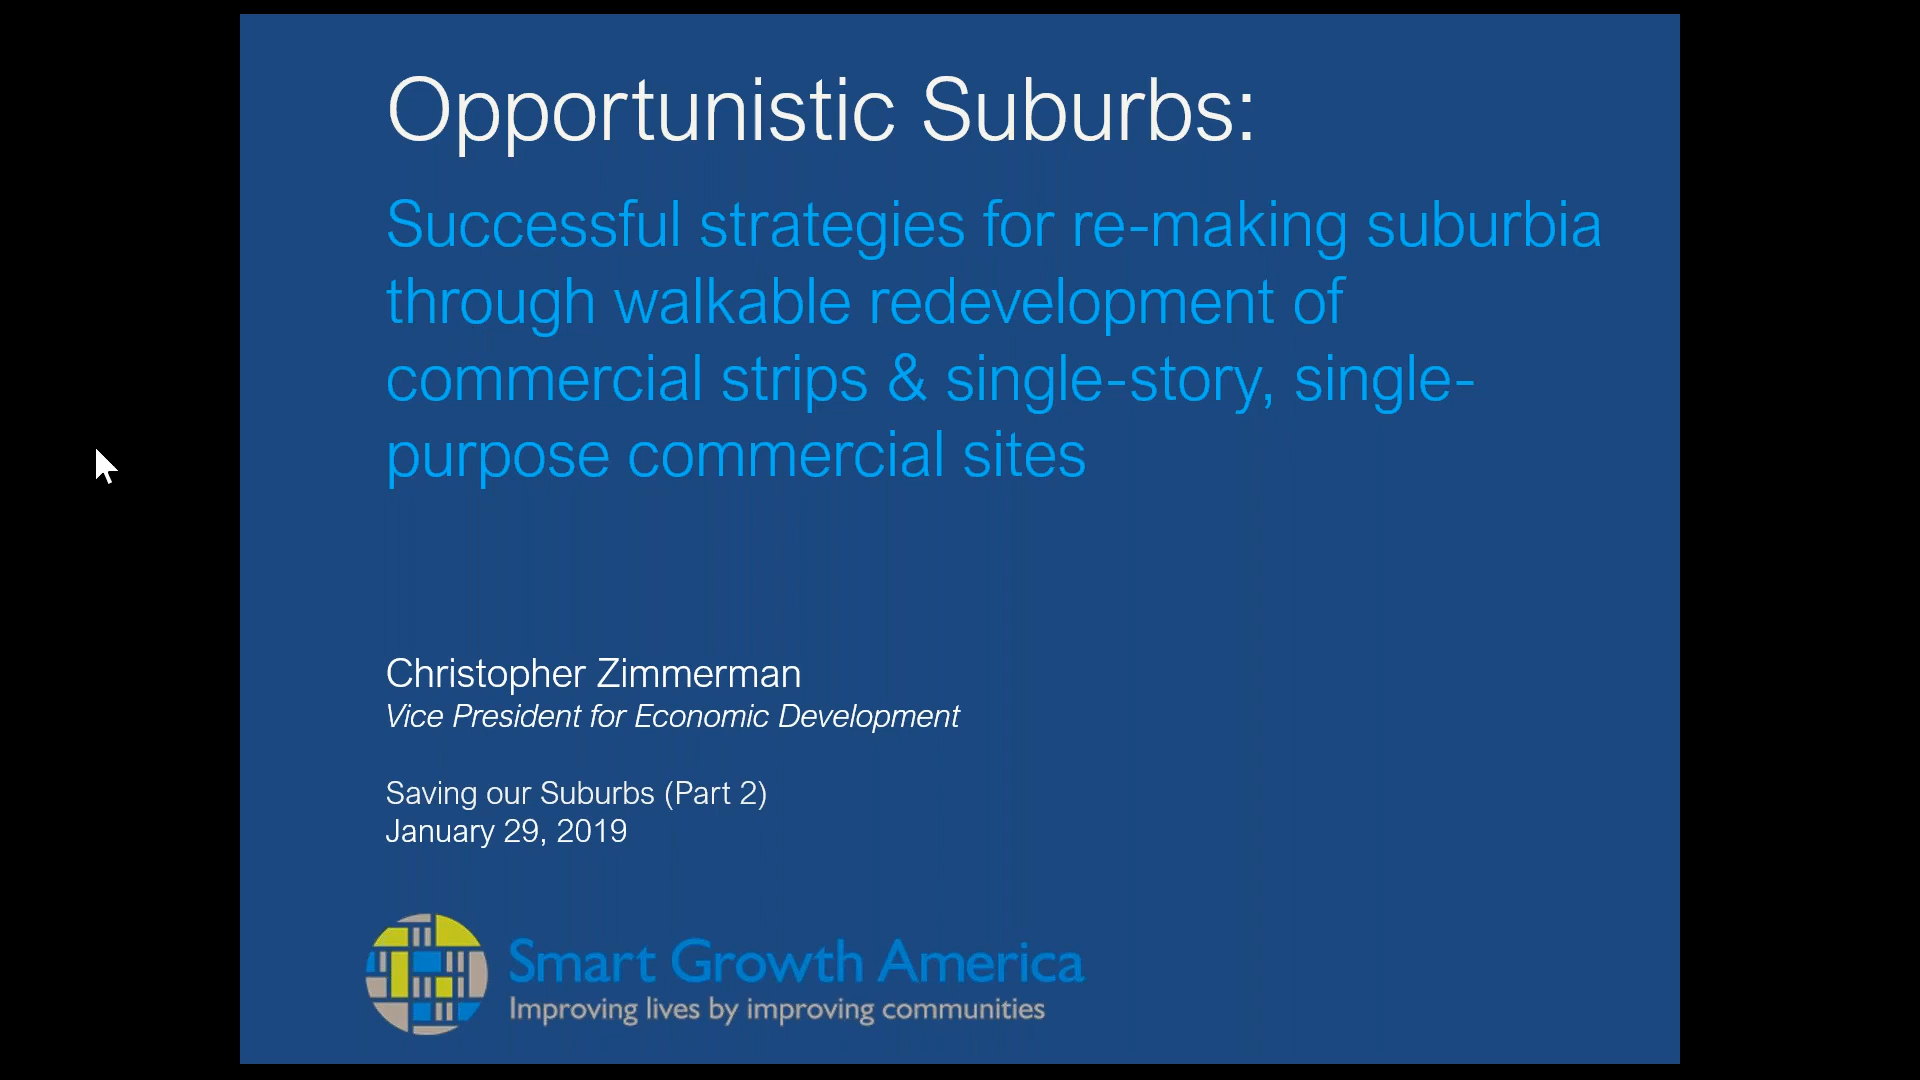 Opportunistic Suburbs:
Successful strategies for re-making suburbia
through walkable redevelopment of
commercial strips & single-story, single-
purpose commercial sites
Christopher Zimmerman
Vice President for Economic Development
Saving our Suburbs (Part 2)
January 29, 2019
Smart Growth America
Improving lives by improving communities